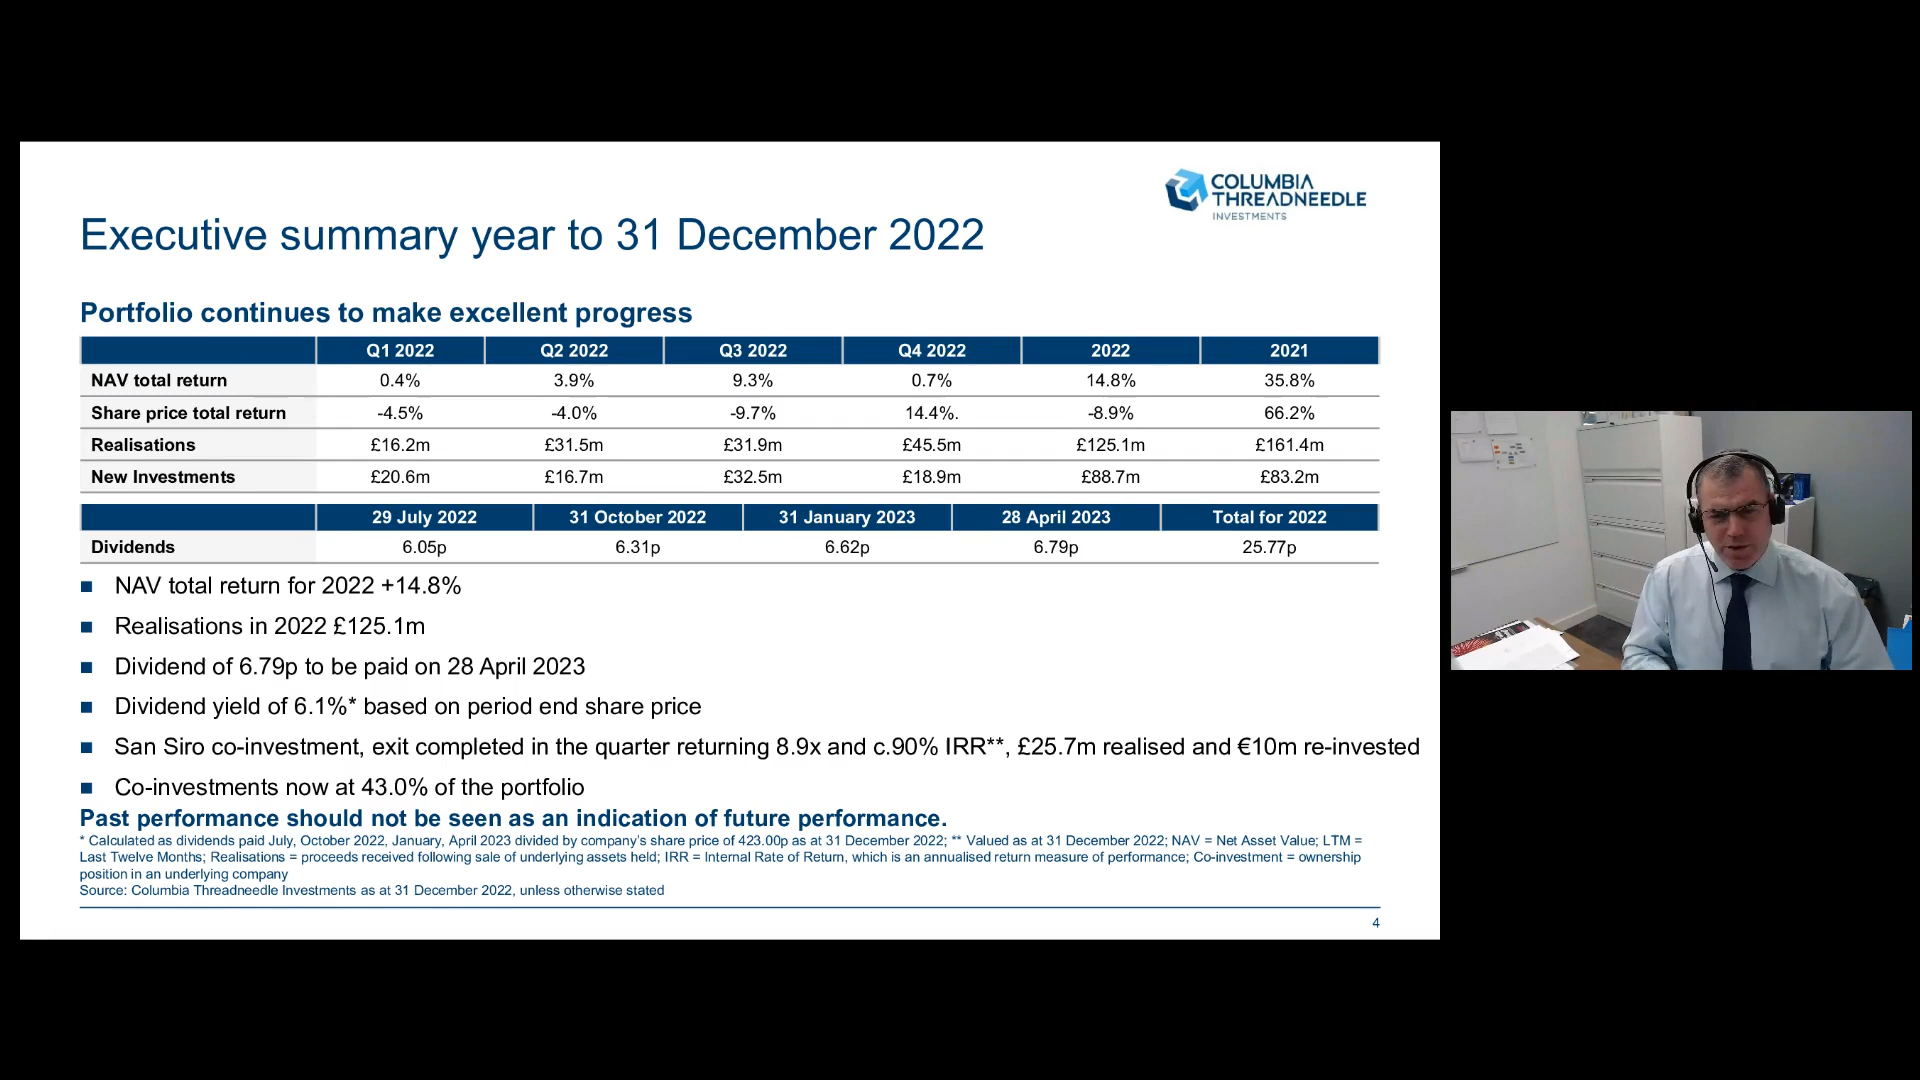 COLUMBIA
THREADNEEDLE
INVESTMENTS
Executive summary year to 31 December 2022
Portfolio continues to make excellent progress
Q1 2022 Q2 2022 Q3 2022 Q4 2022 2022 2021
NAV total return 0.4% 3.9% 9.3% 0.7% 14.8% 35.8%
Share price total return -4.5% -4.0% -9.7% 14.4%. -8.9% 66.2%
Realisations £16.2m £31.5m £31.9m £45.5m £125.1m £161.4m
New Investments £20.6m £16.7m £32.5m £18.9m £88.7m £83.2m
29 July 2022 31 October 2022 31 January 2023 28 April 2023 Total for 2022
Dividends 6.05p 6.31p 6.62p 6.79p 25.77p
■ NAV total return for 2022 +14.8%
■ Realisations in 2022 £125.1m
■ Dividend of 6.79p to be paid on 28 April 2023
■ Dividend yield of 6.1%* based on period end share price
■ San Siro co-investment, exit completed in the quarter returning 8.9x and c.90% IRR**, £25.7m realised and €10m re-invested
■ Co-investments now at 43.0% of the portfolio
Past performance should not be seen as an indication of future performance.
* Calculated as dividends paid July, October 2022, January, April 2023 divided by company's share price of 423.00p as at 31 December 2022; ** Valued as at 31 December 2022; NAV = Net Asset Value; LTM =
Last Twelve Months; Realisations = proceeds received following sale of underlying assets held; IRR = Internal Rate of Return, which is an annualised return measure of performance; Co-investment = ownership
position in an underlying company
Source: Columbia Threadneedle Investments as at 31 December 2022, unless otherwise stated
4